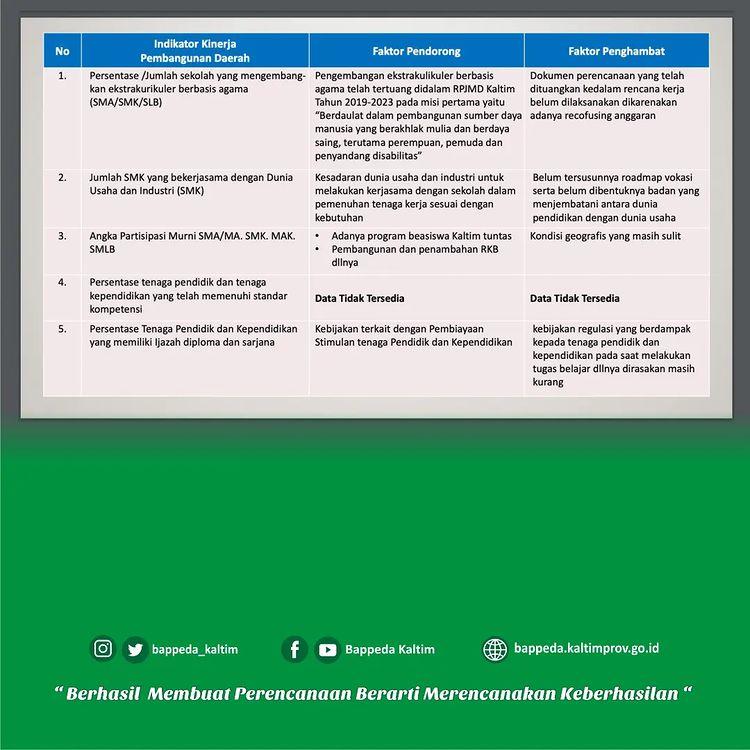 No
Indikator Kinerja
Pembangunan Daerah
Faktor Pendorong
Faktor Penghambat
1.
Persentase /Jumlah sekolah yang mengembang-
kan ekstrakurikuler berbasis agama
(SMA/SMK/SLB)
Pengembangan ekstrakulikuler berbasis
agama telah tertuang didalam RPJMD Kaltim
Tahun 2019-2023 pada misi pertama yaitu
“Berdaulat dalam pembangunan sumber daya
manusia yang berakhlak mulia dan berdaya
saing, terutama perempuan, pemuda dan
penyandang disabilitas”
Dokumen perencanaan yang telah
dituangkan kedalam rencana kerja
belum dilaksanakan dikarenakan
adanya recofusing anggaran
2.
Jumlah SMK yang bekerjasama dengan Dunia
Usaha dan Industri (SMK)
Kesadaran dunia usaha dan industri untuk
melakukan kerjasama dengan sekolah dalam
pemenuhan tenaga kerja sesuai dengan
kebutuhan
Belum tersusunnya roadmap vokasi
serta belum dibentuknya badan yang
menjembatani antara dunia
pendidikan dengan dunia usaha
3.
Angka Partisipasi Murni SMA/MA. SMK. MAK.
SMLB
• Adanya program beasiswa Kaltim tuntas
• Pembangunan dan penambahan RKB
dllnya
Kondisi geografis yang masih sulit
4.
Persentase tenaga pendidik dan tenaga
kependidikan yang telah memenuhi standar
kompetensi
Data Tidak Tersedia
Data Tidak Tersedia
5.
Persentase Tenaga Pendidik dan Kependidikan
yang memiliki Ijazah diploma dan sarjana
Kebijakan terkait dengan Pembiayaan
Stimulan tenaga Pendidik dan Kependidikan
kebijakan regulasi yang berdampak
kepada tenaga pendidik dan
kependidikan pada saat melakukan
tugas belajar dllnya dirasakan masih
kurang
bappeda_kaltim
Bappeda Kaltim
bappeda.kaltimprov.go.id
“ Berhasil Membuat Perencanaan Berarti Merencanakan Keberhasilan “